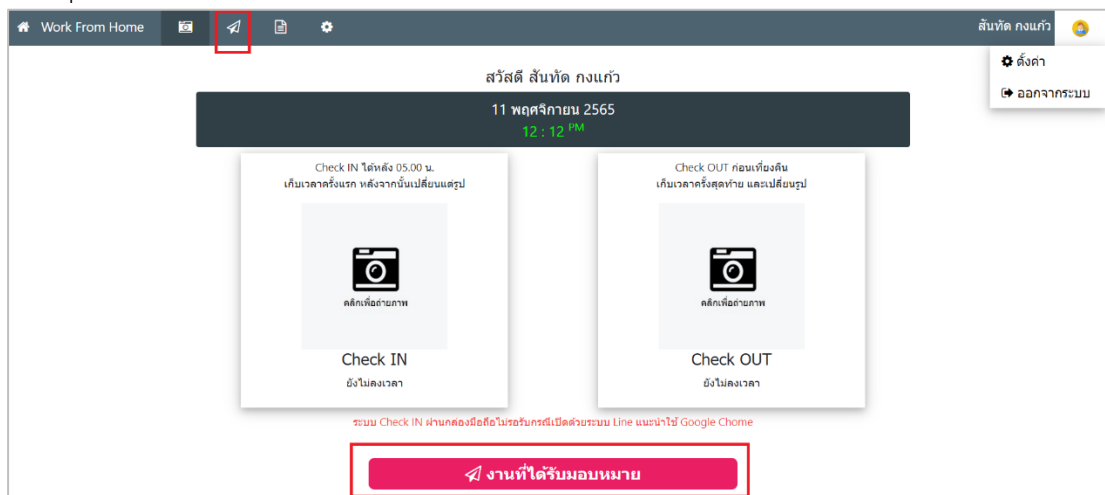 Work From Home
สันทัด กงแก้ว
ตั้งค่า
ออกจากระบบ
สวัสดี สันทัด กงแก้ว
11 พฤศจิกายน 2565
12 : 12 PM
Check IN ได้หลัง 05.00 น.
เก็บเวลาครั้งแรก หลังจากนั้นเปลี่ยนแต่รูป
คลิกเพื่อถ่ายภาพ
Check IN
ยังไม่ลงเวลา
Check OUT ก่อนเที่ยงคืน
เก็บเวลาครั้งสุดท้าย และเปลี่ยนรูป
คลิกเพื่อถ่ายภาพ
Check OUT
ยังไม่ลงเวลา
ระบบ Check IN ผ่านกล่องมือถือไม่รอรับกรณีเปิดด้วยระบบ Line แนะนำใช้ Google Chome
งานที่ได้รับมอบหมาย